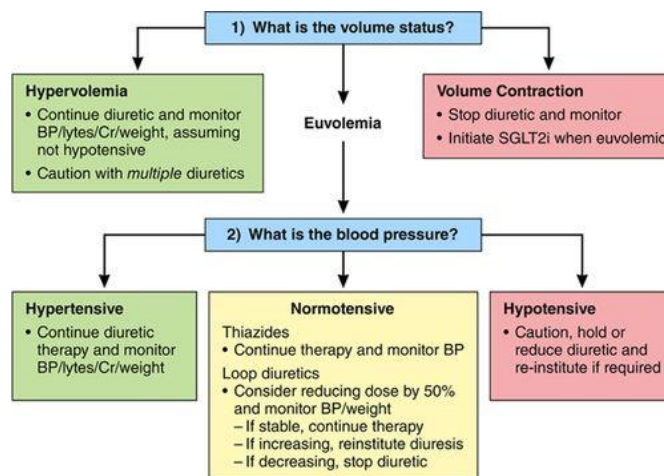 1) What is the volume status?
Hypervolemia
• Continue diuretic and monitor
BP/lytes/Cr/weight, assuming
not hypotensive
• Caution with multiple diuretics
Euvolemia
Volume Contraction
• Stop diuretic and monitor
• Initiate SGLT2i when euvolemic
2) What is the blood pressure?
Hypertensive
• Continue diuretic
therapy and monitor
BP/lytes/Cr/weight
Normotensive
Thiazides
• Continue therapy and monitor BP
Loop diuretics
• Consider reducing dose by 50%
and monitor BP/weight
– If stable, continue therapy
– If increasing, reinstitute diuresis
– If decreasing, stop diuretic
Hypotensive
• Caution, hold or
reduce diuretic and
re-institute if required